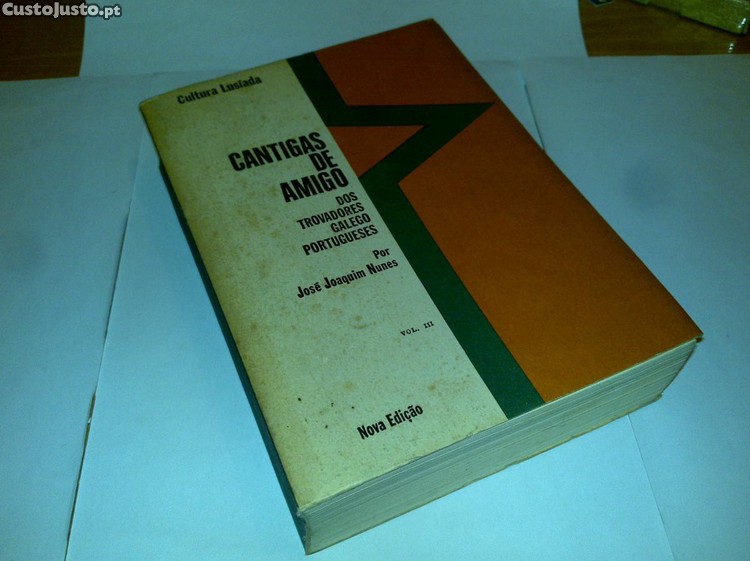 CustoJusto.pt
Cultura Lusíada
CANTIGAS
DE
AMIGO
DOS
TROVADORES
GALEGO
PORTUGUESES
Por
José Joaquim Nunes
VOL. III
Nova Edição